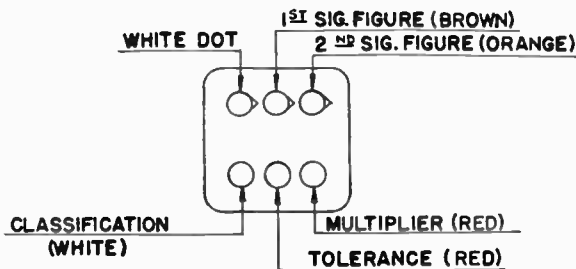 1ST SIG. FIGURE (BROWN)
WHITE DOT
2ND SIG. FIGURE (ORANGE)
CLASSIFICATION
(WHITE)
MULTIPLIER (RED)
TOLERANCE (RED)